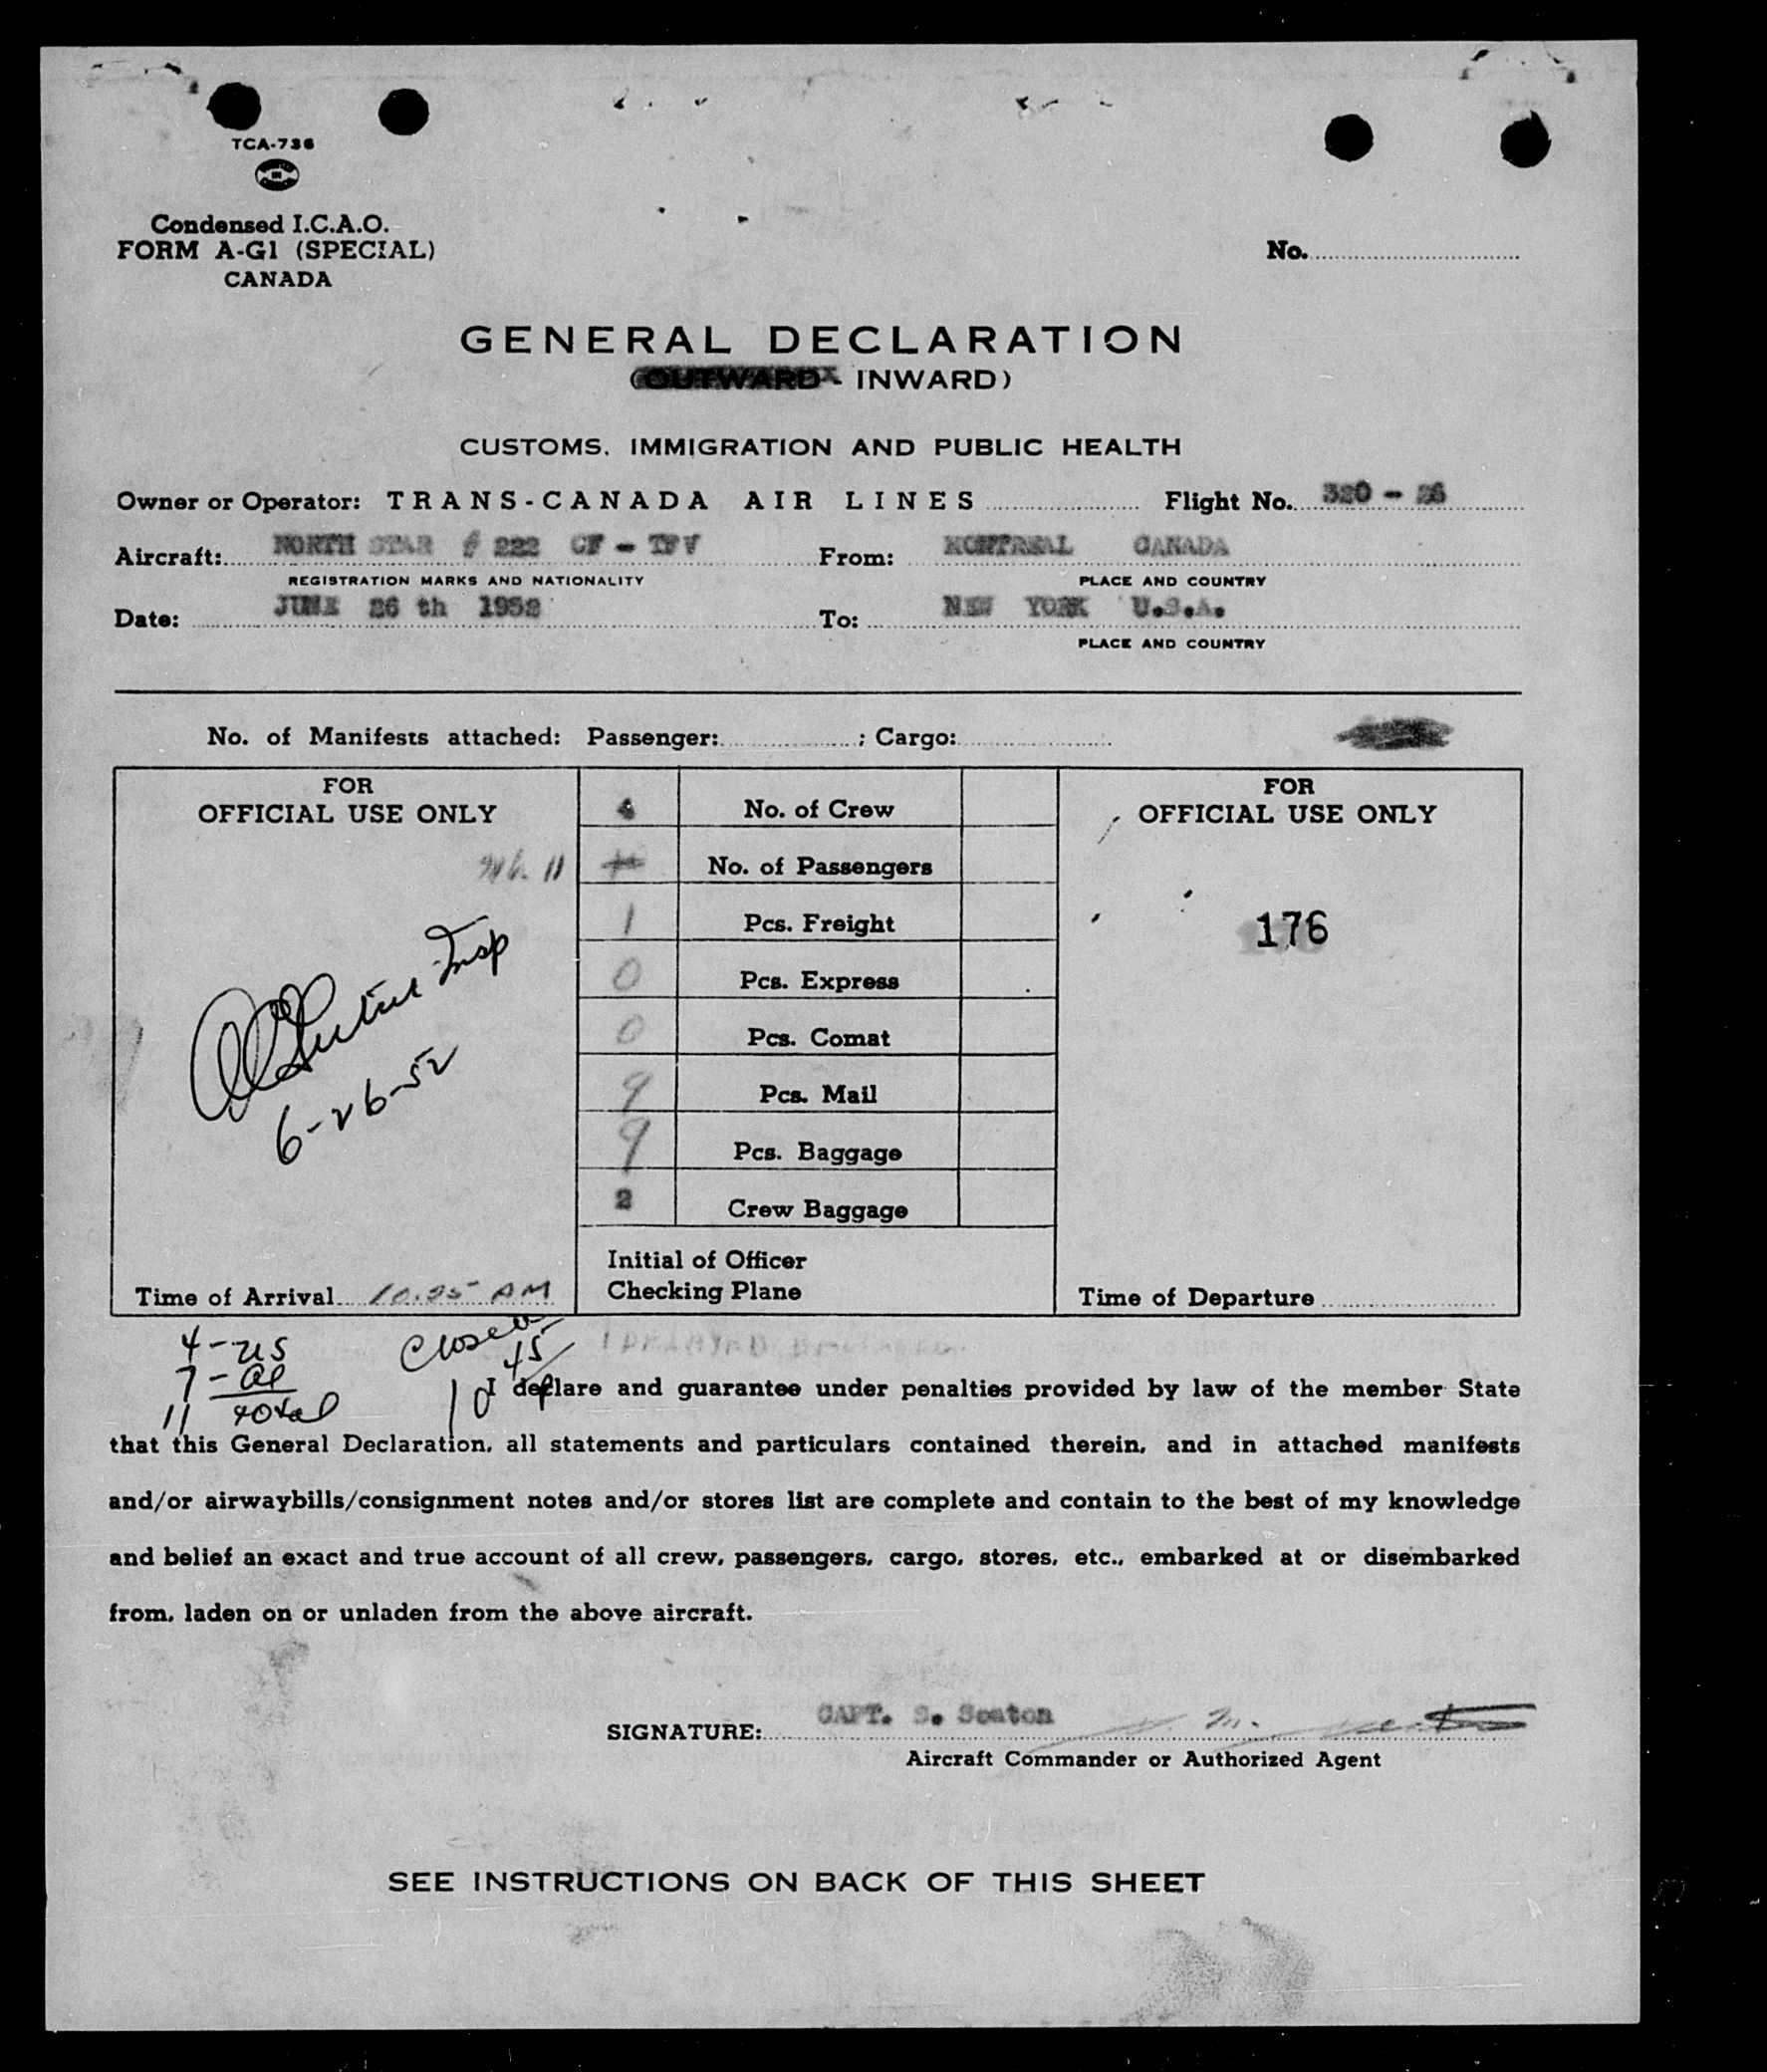 TCA-736
Condensed I.C.A.O.
FORM A-G1 (SPECIAL)
CANADA
No.
GENERAL DECLARATION
(OUTWARD - INWARD)
CUSTOMS, IMMIGRATION AND PUBLIC HEALTH
Owner or Operator: TRANS-CANADA AIR LINES Flight No. 320 - 26
Aircraft: NORTH STAR # 222 CF - TFV From: MONTREAL CANADA
REGISTRATION MARKS AND NATIONALITY PLACE AND COUNTRY
Date: JUNE 26 th 1952 To: NEW YORK U.S.A.
PLACE AND COUNTRY
No. of Manifests attached: Passenger: ; Cargo:
FOR
OFFICIAL USE ONLY
11
Insp
6-26-52
Time of Arrival 10.25 AM
No. of Crew
No. of Passengers
1 Pcs. Freight
0 Pcs. Express
0 Pcs. Comat
9 Pcs. Mail
9 Pcs. Baggage
2 Crew Baggage
Initial of Officer
Checking Plane
FOR
OFFICIAL USE ONLY
176
Time of Departure
4-US
7-al
11 total
Closed
10 45
I declare and guarantee under penalties provided by law of the member State
that this General Declaration, all statements and particulars contained therein, and in attached manifests
and/or airwaybills/consignment notes and/or stores list are complete and contain to the best of my knowledge
and belief an exact and true account of all crew, passengers, cargo, stores, etc., embarked at or disembarked
from, laden on or unladen from the above aircraft.
SIGNATURE: CAPT. S. Seaton
Aircraft Commander or Authorized Agent
SEE INSTRUCTIONS ON BACK OF THIS SHEET